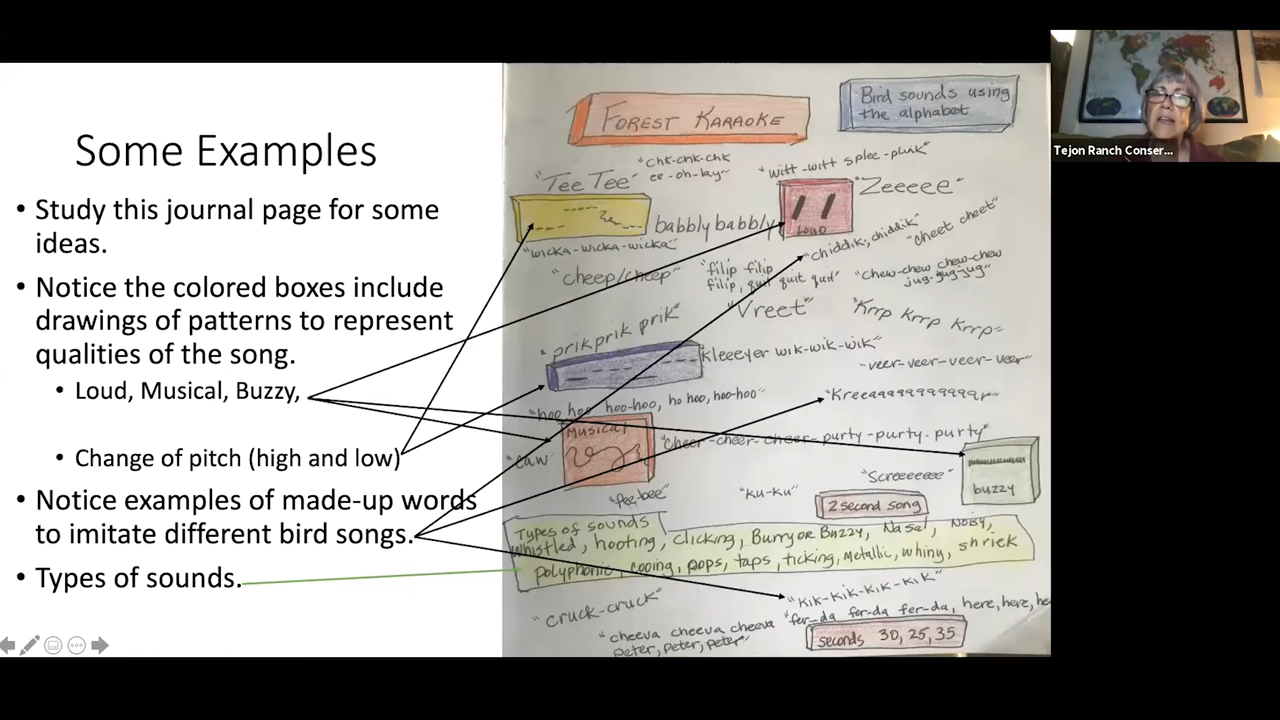 Some Examples
• Study this journal page for some
ideas.
• Notice the colored boxes include
drawings of patterns to represent
qualities of the song.
• Loud, Musical, Buzzy,
• Change of pitch (high and low)
• Notice examples of made-up words
to imitate different bird songs.
• Types of sounds.
FOREST KARAOKE
Bird sounds using
the alphabet
"Tee Tee"
"chk-chk-chk
ee-oh-lay"
"witt-witt splee-plink"
"Zeeeee"
LOUD
babbly babbly
"wicka-wicka-wicka"
"chiddik, chiddik"
"cheet cheet"
"cheep/cheep"
"filip filip
filip, quit quit quit"
"chew-chew chew-chew
jug-jug-jug"
"Vreet"
"Krrp Krrp Krrp"
"prik prik prik"
kleeeyer wik-wik-wik"
"veer-veer-veer-veer"
"hoo hoo hoo-hoo, ho hoo, hoo-hoo"
"Kreeaaaaaaaaaar"
Musical
"cheer-cheer-cheer-purty-purty-purty"
"caw"
"Screeeeeee"
buzzy
"fee-bee"
"ku-ku"
2 second song
Types of sounds
whistled, hooting, clicking, Burry or Buzzy, Nasal, Noisy,
polyphonic, cooing, pops, taps, ticking, Metallic, whiny, shriek
"cruck-cruck"
"kik-kik-kik-kik"
"fer-da fer-da fer-da, here, here, he
"cheeva cheeva cheeva
peter, peter, peter"
seconds 30, 25, 35
Tejon Ranch Conser...